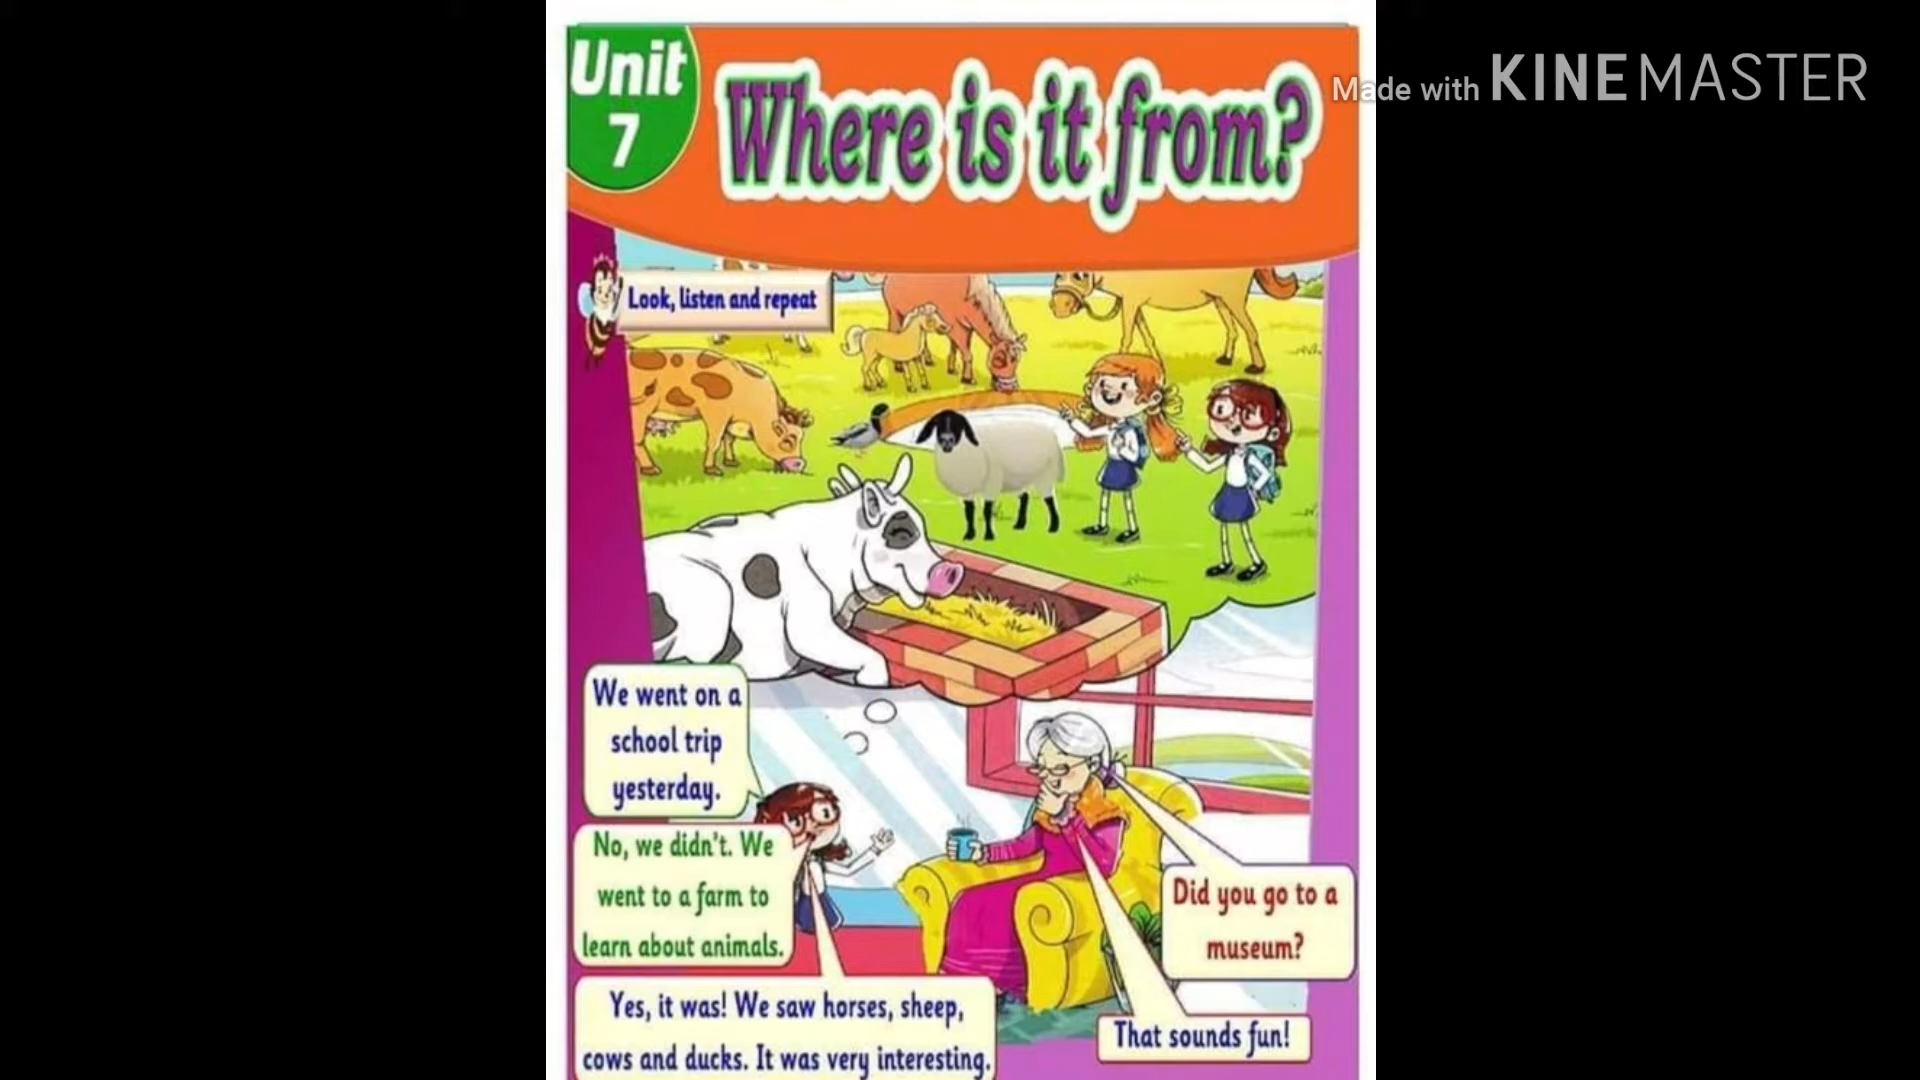 Unit
7
Where is it from?
Made with KINEMASTER
Look, listen and repeat
We went on a
school trip
yesterday.
Did you go to a
museum?
No, we didn't. We
went to a farm to
learn about animals.
That sounds fun!
Yes, it was! We saw horses, sheep,
cows and ducks. It was very interesting.